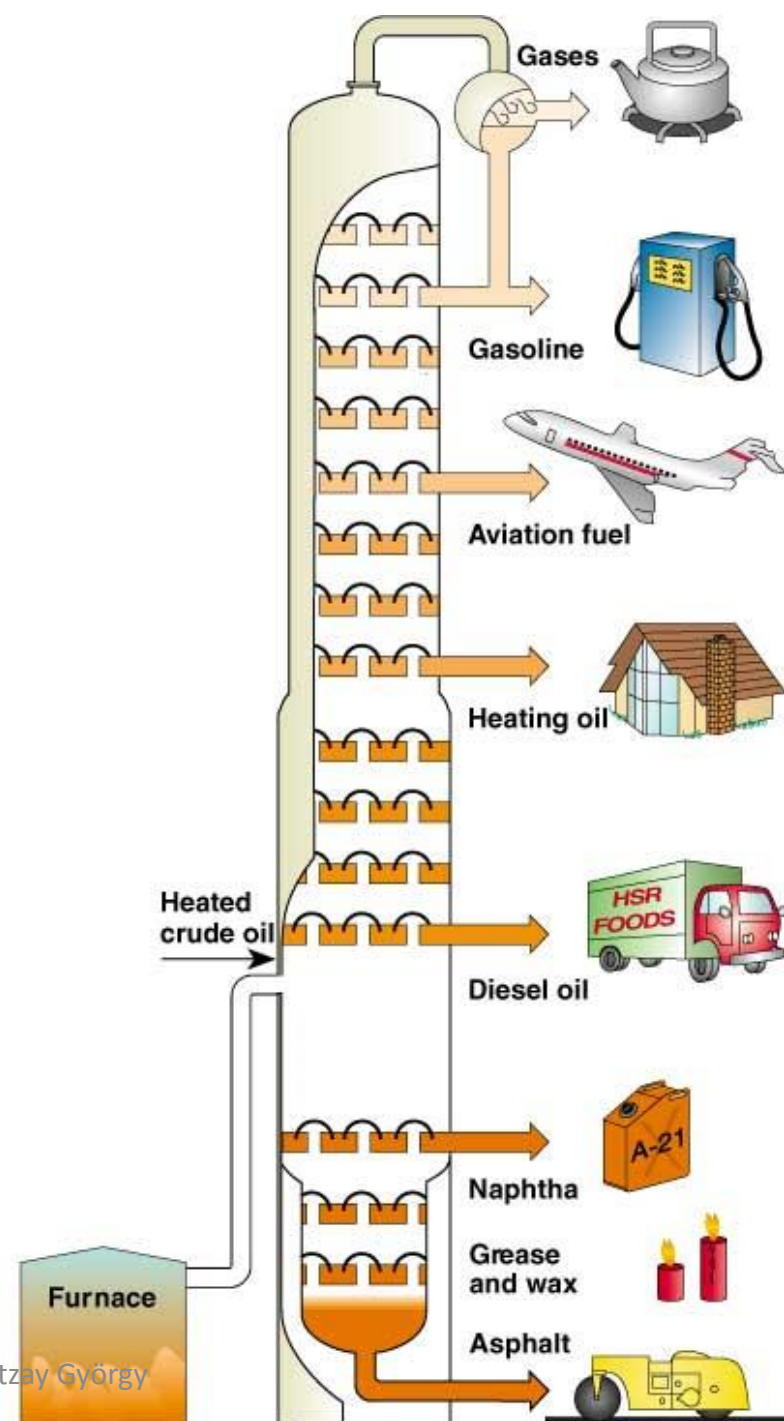 Gases
Gasoline
Aviation fuel
Heating oil
Heated
crude oil
HSR
FOODS
Diesel oil
A-21
Naphtha
Grease
and wax
Furnace
Asphalt
György